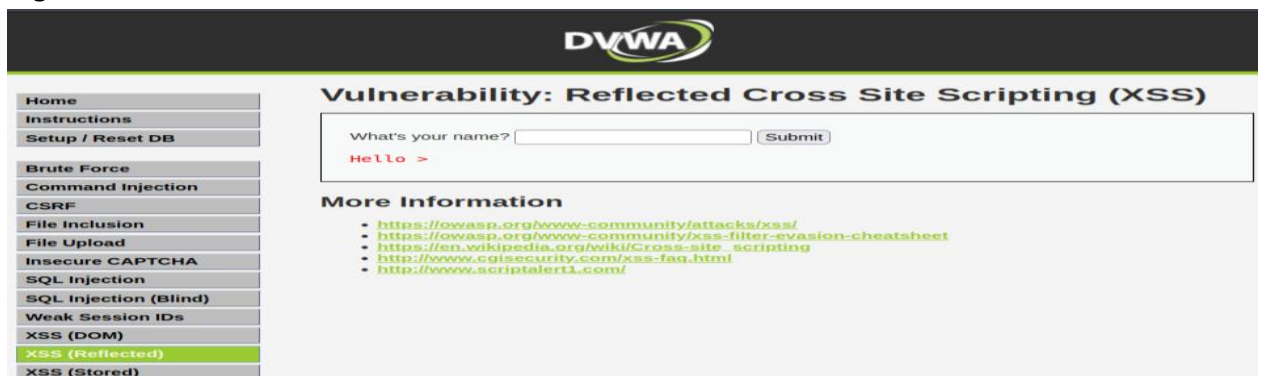 DVWA
Home
Instructions
Setup / Reset DB
Brute Force
Command Injection
CSRF
File Inclusion
File Upload
Insecure CAPTCHA
SQL Injection
SQL Injection (Blind)
Weak Session IDs
XSS (DOM)
XSS (Reflected)
XSS (Stored)
Vulnerability: Reflected Cross Site Scripting (XSS)
What's your name? Submit
Hello >
More Information
https://owasp.org/www-community/attacks/xss/
https://owasp.org/www-community/xss-filter-evasion-cheatsheet
https://en.wikipedia.org/wiki/Cross-site_scripting
http://www.cgisecurity.com/xss-faq.html
http://www.scriptalert1.com/